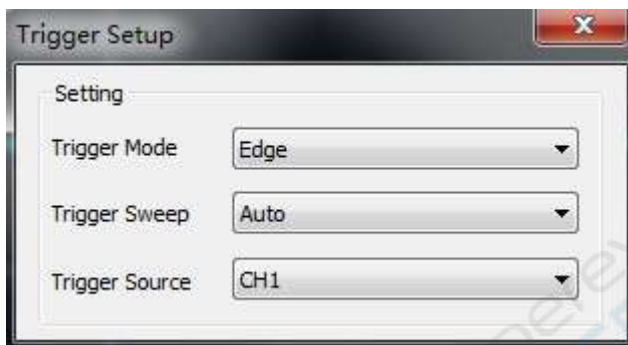 Trigger Setup
Setting
Trigger Mode Edge
Trigger Sweep Auto
Trigger Source CH1